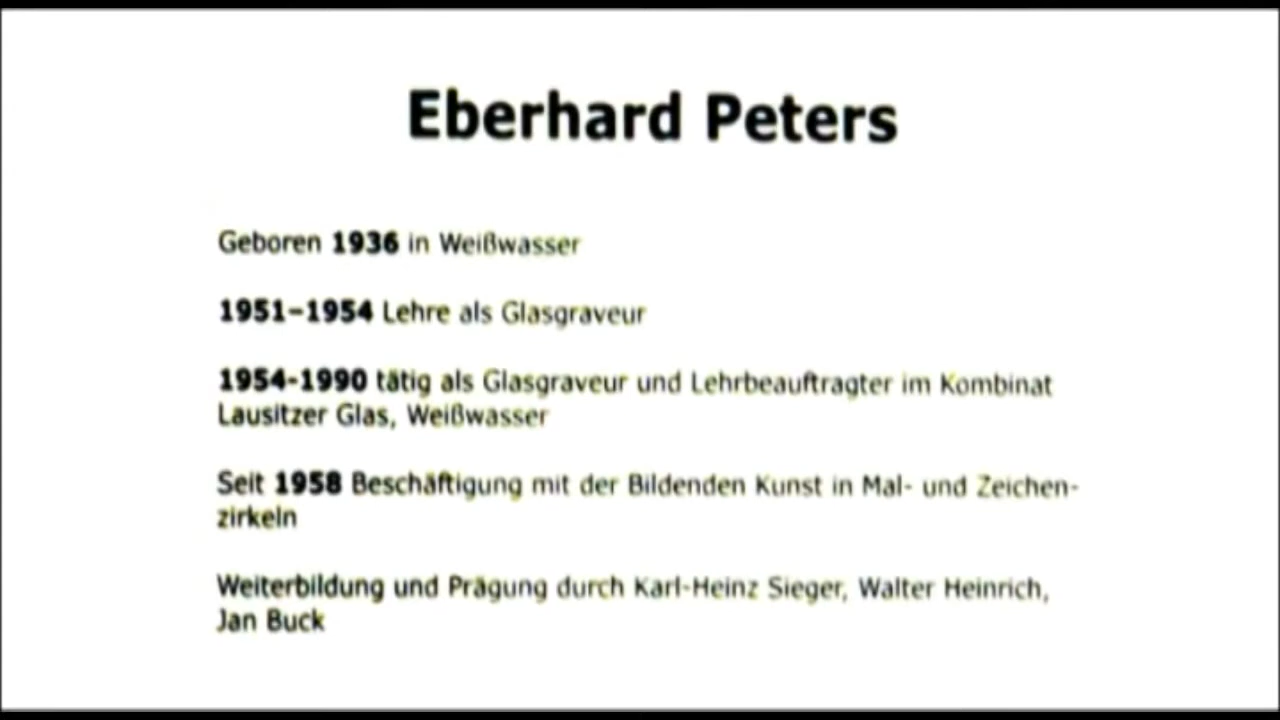 Eberhard Peters
Geboren 1936 in Weißwasser
1951–1954 Lehre als Glasgraveur
1954-1990 tätig als Glasgraveur und Lehrbeauftragter im Kombinat
Lausitzer Glas, Weißwasser
Seit 1958 Beschäftigung mit der Bildenden Kunst in Mal- und Zeichen-
zirkeln
Weiterbildung und Prägung durch Karl-Heinz Sieger, Walter Heinrich,
Jan Buck